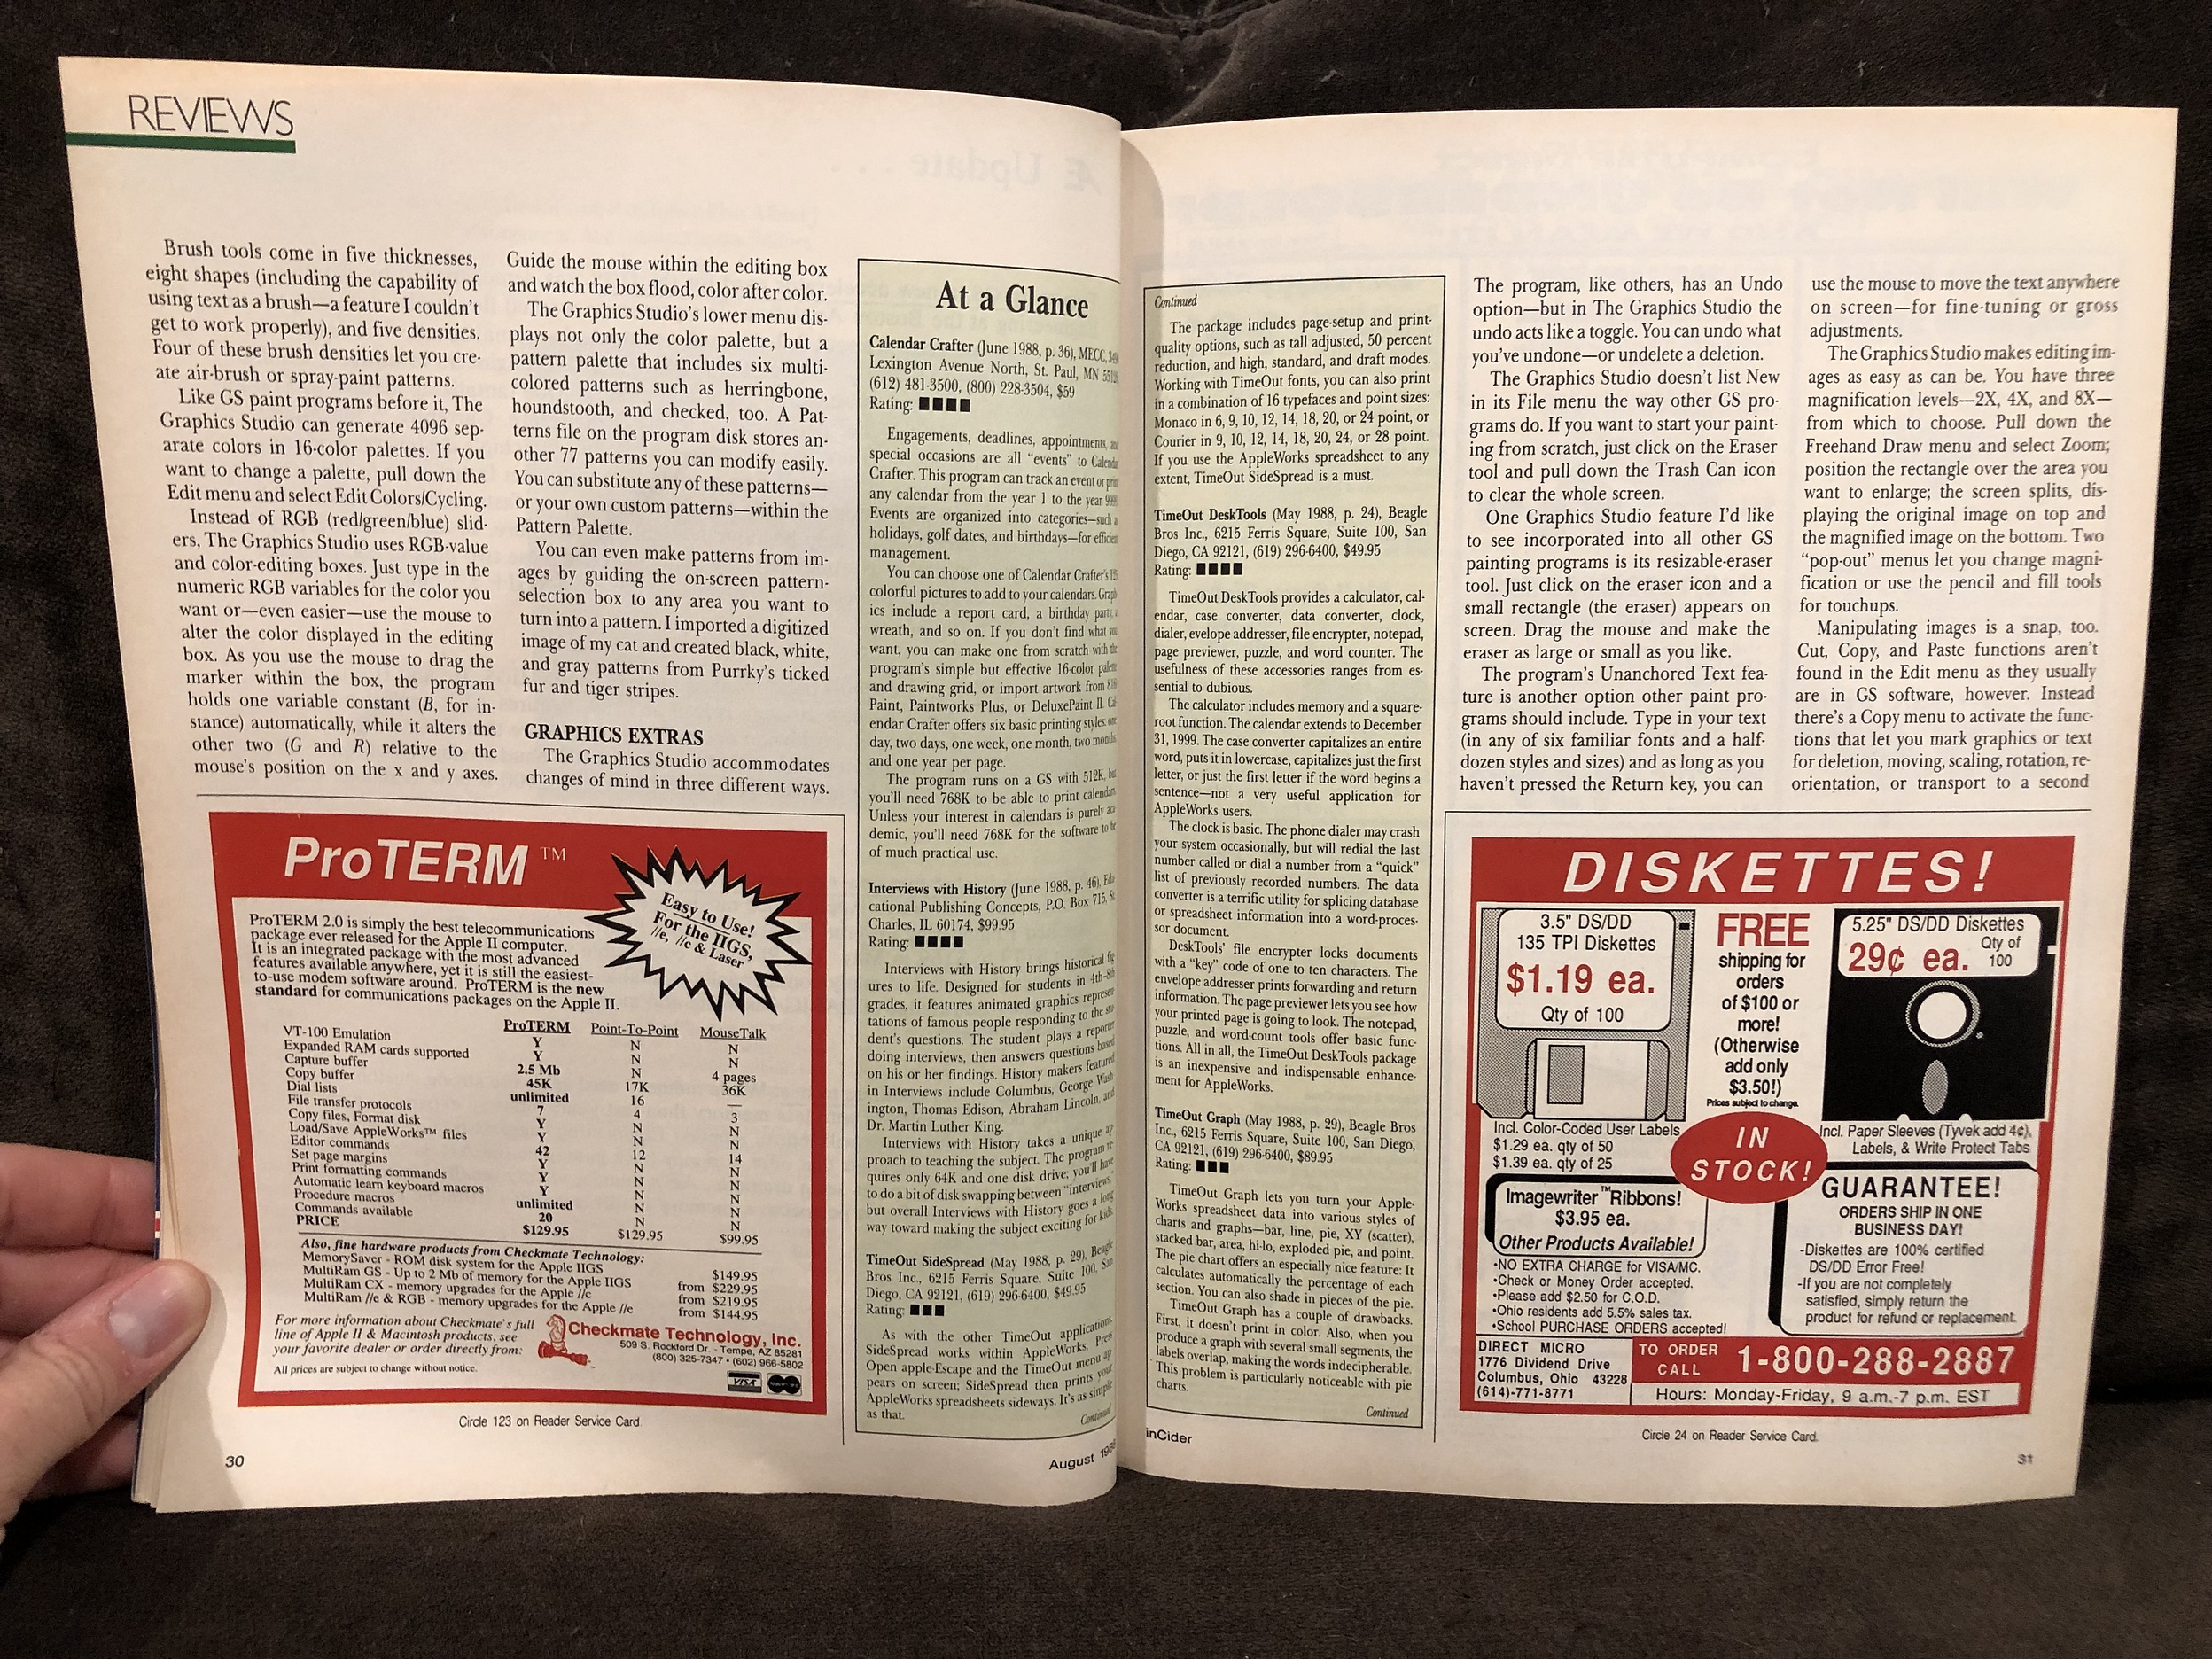 REVIEWS
Brush tools come in five thicknesses,
eight shapes (including the capability of
using text as a brush—a feature I couldn't
get to work properly), and five densities.
Four of these brush densities let you cre-
ate air-brush or spray-paint patterns.
Like GS paint programs before it, The
Graphics Studio can generate 4096 sep-
arate colors in 16-color palettes. If you
want to change a palette, pull down the
Edit menu and select Edit Colors/Cycling.
Instead of RGB (red/green/blue) slid-
ers, The Graphics Studio uses RGB-value
and color-editing boxes. Just type in the
numeric RGB variables for the color you
want or—even easier—use the mouse to
alter the color displayed in the editing
box. As you use the mouse to drag the
marker within the box, the program
holds one variable constant (B, for in-
stance) automatically, while it alters the
other two (G and R) relative to the
mouse's position on the x and y axes.
Guide the mouse within the editing box
and watch the box flood, color after color.
The Graphics Studio's lower menu dis-
plays not only the color palette, but a
pattern palette that includes six multi-
colored patterns such as herringbone,
houndstooth, and checked, too. A Pat-
terns file on the program disk stores an-
other 77 patterns you can modify easily.
You can substitute any of these patterns—
or your own custom patterns—within the
Pattern Palette.
You can even make patterns from im-
ages by guiding the on-screen pattern-
selection box to any area you want to
turn into a pattern. I imported a digitized
image of my cat and created black, white,
and gray patterns from Purrky's ticked
fur and tiger stripes.
GRAPHICS EXTRAS
The Graphics Studio accommodates
changes of mind in three different ways.
ProTERM TM
Easy to Use!
For the IIGS,
//e, //c & Laser
ProTERM 2.0 is simply the best telecommunications
package ever released for the Apple II computer.
It is an integrated package with the most advanced
features available anywhere, yet it is still the easiest-
to-use modem software around. ProTERM is the new
standard for communications packages on the Apple II.
ProTERM Point-To-Point MouseTalk
VT-100 Emulation Y N N
Expanded RAM cards supported Y N N
Capture buffer 2.5 Mb N 4 pages
Copy buffer 45K 17K 36K
Dial lists unlimited 16 —
File transfer protocols 7 4 3
Copy files, Format disk Y N N
Load/Save AppleWorks™ files Y N N
Editor commands 42 12 14
Set page margins Y N N
Print formatting commands Y N N
Automatic learn keyboard macros Y N N
Procedure macros unlimited N N
Commands available 20 N N
PRICE $129.95 $129.95 $99.95
Also, fine hardware products from Checkmate Technology:
MemorySaver - ROM disk system for the Apple IIGS $149.95
MultiRam GS - Up to 2 Mb of memory for the Apple IIGS from $229.95
MultiRam CX - memory upgrades for the Apple //c from $219.95
MultiRam //e & RGB - memory upgrades for the Apple //e from $144.95
For more information about Checkmate's full
line of Apple II & Macintosh products, see
your favorite dealer or order directly from:
All prices are subject to change without notice.
Checkmate Technology, Inc.
509 S. Rockford Dr. - Tempe, AZ 85281
(800) 325-7347 • (602) 966-5802
VISA
Circle 123 on Reader Service Card.
30
At a Glance
Calendar Crafter (June 1988, p. 36), MECC,
Lexington Avenue North, St. Paul, MN
(612) 481-3500, (800) 228-3504, $59
Rating: ■■■■
Engagements, deadlines, appointments, and
special occasions are all "events" to Calendar
Crafter. This program can track an event or print
any calendar from the year 1 to the year 9999.
Events are organized into categories—such as
holidays, golf dates, and birthdays—for efficient
management.
You can choose one of Calendar Crafter's
colorful pictures to add to your calendars. Graph-
ics include a report card, a birthday party, a
wreath, and so on. If you don't find what you
want, you can make one from scratch with the
program's simple but effective 16-color palette
and drawing grid, or import artwork from 816/
Paint, Paintworks Plus, or DeluxePaint II. Cal-
endar Crafter offers six basic printing styles: one
day, two days, one week, one month, two months,
and one year per page.
The program runs on a GS with 512K, but
you'll need 768K to be able to print calendars.
Unless your interest in calendars is purely aca-
demic, you'll need 768K for the software to be
of much practical use.
Interviews with History (June 1988, p. 46), Edu-
cational Publishing Concepts, P.O. Box 715, St.
Charles, IL 60174, $99.95
Rating: ■■■■
Interviews with History brings historical fig-
ures to life. Designed for students in 4th-8th
grades, it features animated graphics represen-
tations of famous people responding to the stu-
dent's questions. The student plays a reporter
doing interviews, then answers questions based
on his or her findings. History makers featured
in Interviews include Columbus, George Wash-
ington, Thomas Edison, Abraham Lincoln, and
Dr. Martin Luther King.
Interviews with History takes a unique ap-
proach to teaching the subject. The program re-
quires only 64K and one disk drive; you'll have
to do a bit of disk swapping between "interviews,"
but overall Interviews with History goes a long
way toward making the subject exciting for kids.
TimeOut SideSpread (May 1988, p. 29), Beagle
Bros Inc., 6215 Ferris Square, Suite 100, San
Diego, CA 92121, (619) 296-6400, $49.95
Rating: ■■■
As with the other TimeOut applications,
SideSpread works within AppleWorks. Press
Open apple-Escape and the TimeOut menu ap-
pears on screen; SideSpread then prints your
AppleWorks spreadsheets sideways. It's as simple
as that.
Continued
August 1988
Continued
The package includes page-setup and print-
quality options, such as tall adjusted, 50 percent
reduction, and high, standard, and draft modes.
Working with TimeOut fonts, you can also print
in a combination of 16 typefaces and point sizes:
Monaco in 6, 9, 10, 12, 14, 18, 20, or 24 point, or
Courier in 9, 10, 12, 14, 18, 20, 24, or 28 point.
If you use the AppleWorks spreadsheet to any
extent, TimeOut SideSpread is a must.
TimeOut DeskTools (May 1988, p. 24), Beagle
Bros Inc., 6215 Ferris Square, Suite 100, San
Diego, CA 92121, (619) 296-6400, $49.95
Rating: ■■■■
TimeOut DeskTools provides a calculator, cal-
endar, case converter, data converter, clock,
dialer, evelope addresser, file encrypter, notepad,
page previewer, puzzle, and word counter. The
usefulness of these accessories ranges from es-
sential to dubious.
The calculator includes memory and a square-
root function. The calendar extends to December
31, 1999. The case converter capitalizes an entire
word, puts it in lowercase, capitalizes just the first
letter, or just the first letter if the word begins a
sentence—not a very useful application for
AppleWorks users.
The clock is basic. The phone dialer may crash
your system occasionally, but will redial the last
number called or dial a number from a "quick"
list of previously recorded numbers. The data
converter is a terrific utility for splicing database
or spreadsheet information into a word-proces-
sor document.
DeskTools' file encrypter locks documents
with a "key" code of one to ten characters. The
envelope addresser prints forwarding and return
information. The page previewer lets you see how
your printed page is going to look. The notepad,
puzzle, and word-count tools offer basic func-
tions. All in all, the TimeOut DeskTools package
is an inexpensive and indispensable enhance-
ment for AppleWorks.
TimeOut Graph (May 1988, p. 29), Beagle Bros
Inc., 6215 Ferris Square, Suite 100, San Diego,
CA 92121, (619) 296-6400, $89.95
Rating: ■■■
TimeOut Graph lets you turn your Apple-
Works spreadsheet data into various styles of
charts and graphs—bar, line, pie, XY (scatter),
stacked bar, area, hi-lo, exploded pie, and point.
The pie chart offers an especially nice feature: It
calculates automatically the percentage of each
section. You can also shade in pieces of the pie.
TimeOut Graph has a couple of drawbacks.
First, it doesn't print in color. Also, when you
produce a graph with several small segments, the
labels overlap, making the words indecipherable.
This problem is particularly noticeable with pie
charts.
Continued
inCider
The program, like others, has an Undo
option—but in The Graphics Studio the
undo acts like a toggle. You can undo what
you've undone—or undelete a deletion.
The Graphics Studio doesn't list New
in its File menu the way other GS pro-
grams do. If you want to start your paint-
ing from scratch, just click on the Eraser
tool and pull down the Trash Can icon
to clear the whole screen.
One Graphics Studio feature I'd like
to see incorporated into all other GS
painting programs is its resizable-eraser
tool. Just click on the eraser icon and a
small rectangle (the eraser) appears on
screen. Drag the mouse and make the
eraser as large or small as you like.
The program's Unanchored Text fea-
ture is another option other paint pro-
grams should include. Type in your text
(in any of six familiar fonts and a half-
dozen styles and sizes) and as long as you
haven't pressed the Return key, you can
use the mouse to move the text anywhere
on screen—for fine-tuning or gross
adjustments.
The Graphics Studio makes editing im-
ages as easy as can be. You have three
magnification levels—2X, 4X, and 8X—
from which to choose. Pull down the
Freehand Draw menu and select Zoom;
position the rectangle over the area you
want to enlarge; the screen splits, dis-
playing the original image on top and
the magnified image on the bottom. Two
"pop-out" menus let you change magni-
fication or use the pencil and fill tools
for touchups.
Manipulating images is a snap, too.
Cut, Copy, and Paste functions aren't
found in the Edit menu as they usually
are in GS software, however. Instead
there's a Copy menu to activate the func-
tions that let you mark graphics or text
for deletion, moving, scaling, rotation, re-
orientation, or transport to a second
DISKETTES!
3.5" DS/DD
135 TPI Diskettes
$1.19 ea.
Qty of 100
Incl. Color-Coded User Labels
$1.29 ea. qty of 50
$1.39 ea. qty of 25
FREE
shipping for
orders
of $100 or
more!
(Otherwise
add only
$3.50!)
Prices subject to change.
5.25" DS/DD Diskettes
29¢ ea. Qty of 100
Incl. Paper Sleeves (Tyvek add 4¢),
Labels, & Write Protect Tabs
IN
STOCK!
Imagewriter™ Ribbons!
$3.95 ea.
Other Products Available!
•NO EXTRA CHARGE for VISA/MC.
•Check or Money Order accepted.
•Please add $2.50 for C.O.D.
•Ohio residents add 5.5% sales tax.
•School PURCHASE ORDERS accepted!
GUARANTEE!
ORDERS SHIP IN ONE
BUSINESS DAY!
-Diskettes are 100% certified
DS/DD Error Free!
-If you are not completely
satisfied, simply return the
product for refund or replacement.
DIRECT MICRO
1776 Dividend Drive
Columbus, Ohio 43228
(614)-771-8771
TO ORDER
CALL
1-800-288-2887
Hours: Monday-Friday, 9 a.m.-7 p.m. EST
Circle 24 on Reader Service Card.
31